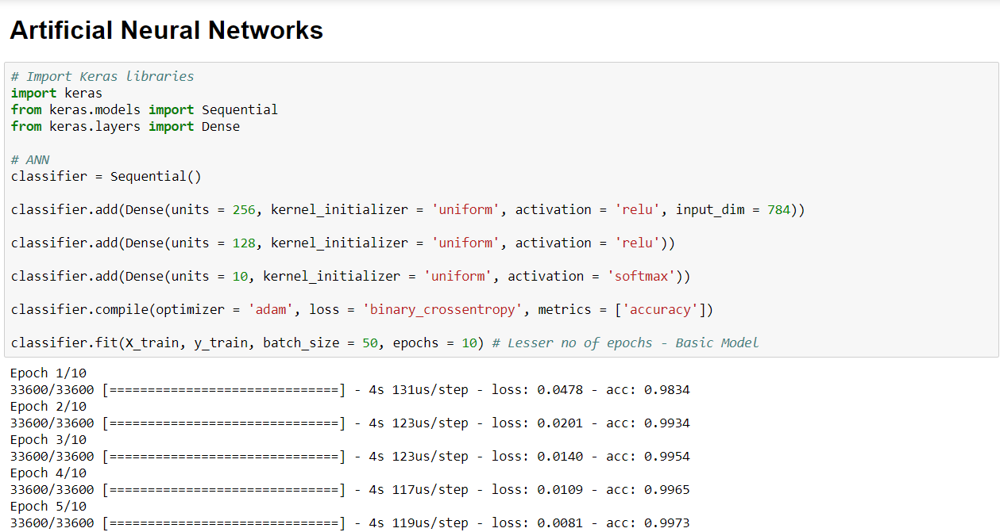 Artificial Neural Networks
# Import Keras libraries
import keras
from keras.models import Sequential
from keras.layers import Dense
# ANN
classifier = Sequential()
classifier.add(Dense(units = 256, kernel_initializer = 'uniform', activation = 'relu', input_dim = 784))
classifier.add(Dense(units = 128, kernel_initializer = 'uniform', activation = 'relu'))
classifier.add(Dense(units = 10, kernel_initializer = 'uniform', activation = 'softmax'))
classifier.compile(optimizer = 'adam', loss = 'binary_crossentropy', metrics = ['accuracy'])
classifier.fit(X_train, y_train, batch_size = 50, epochs = 10) # Lesser no of epochs - Basic Model
Epoch 1/10
33600/33600 [==============================] - 4s 131us/step - loss: 0.0478 - acc: 0.9834
Epoch 2/10
33600/33600 [==============================] - 4s 123us/step - loss: 0.0201 - acc: 0.9934
Epoch 3/10
33600/33600 [==============================] - 4s 123us/step - loss: 0.0140 - acc: 0.9954
Epoch 4/10
33600/33600 [==============================] - 4s 117us/step - loss: 0.0109 - acc: 0.9965
Epoch 5/10
33600/33600 [==============================] - 4s 119us/step - loss: 0.0081 - acc: 0.9973